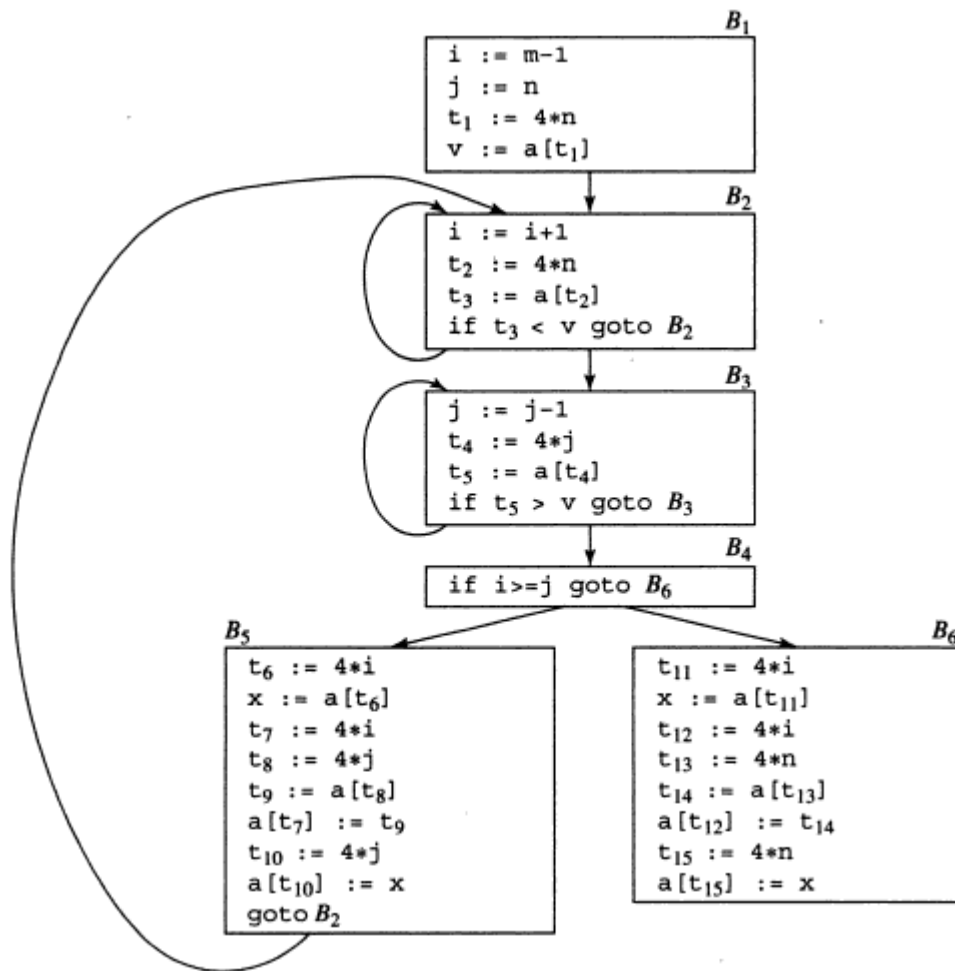 B₁
i := m-1
j := n
t₁ := 4*n
v := a[t₁]
B₂
i := i+1
t₂ := 4*n
t₃ := a[t₂]
if t₃ < v goto B₂
B₃
j := j-1
t₄ := 4*j
t₅ := a[t₄]
if t₅ > v goto B₃
B₄
if i>=j goto B₆
B₅
t₆ := 4*i
x := a[t₆]
t₇ := 4*i
t₈ := 4*j
t₉ := a[t₈]
a[t₇] := t₉
t₁₀ := 4*j
a[t₁₀] := x
goto B₂
B₆
t₁₁ := 4*i
x := a[t₁₁]
t₁₂ := 4*i
t₁₃ := 4*n
t₁₄ := a[t₁₃]
a[t₁₂] := t₁₄
t₁₅ := 4*n
a[t₁₅] := x